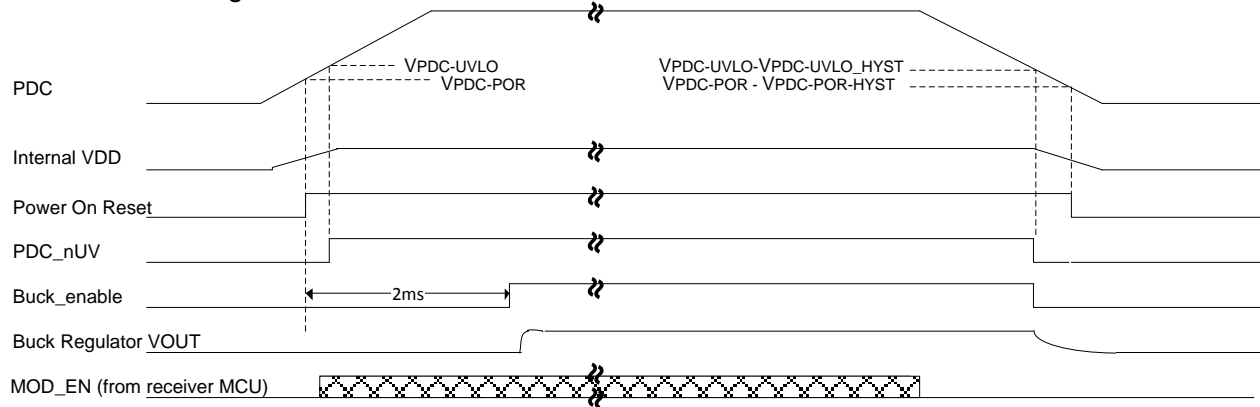 VPDC-UVLO
VPDC-POR
VPDC-UVLO-VPDC-UVLO_HYST
VPDC-POR - VPDC-POR-HYST
PDC
Internal VDD
Power On Reset
PDC_nUV
Buck_enable
2ms
Buck Regulator VOUT
MOD_EN (from receiver MCU)